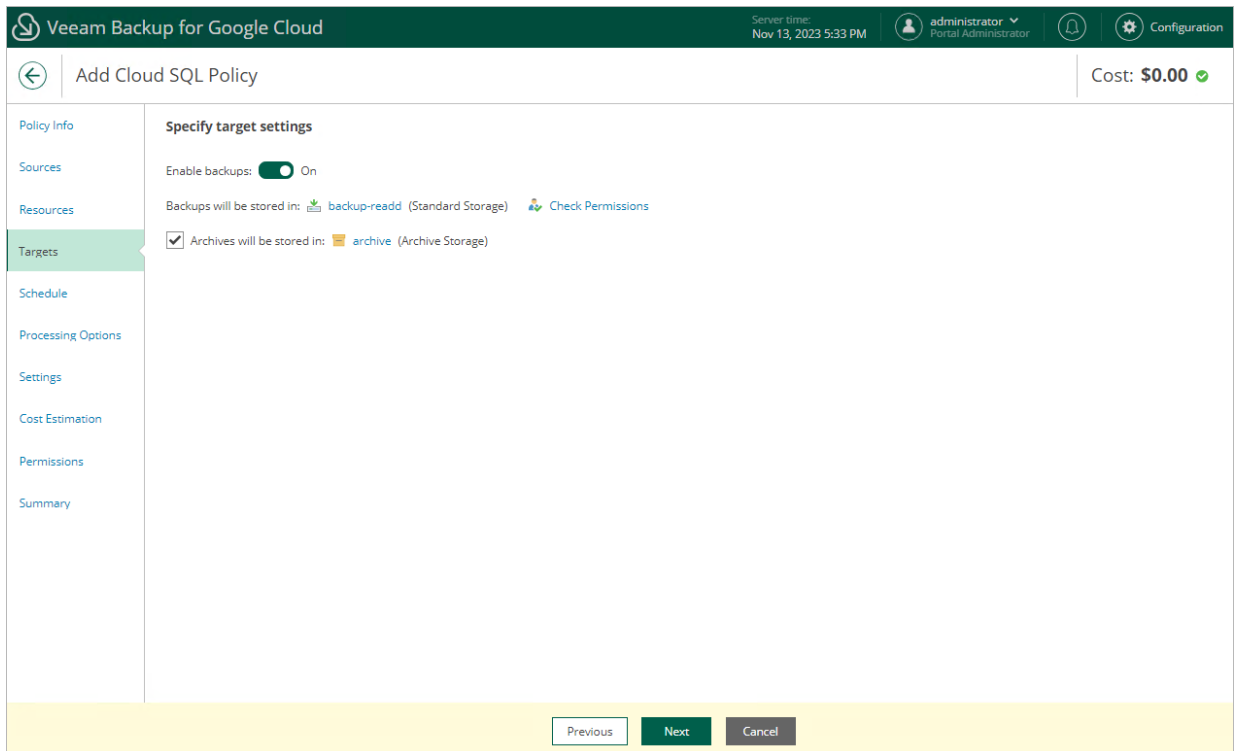 Veeam Backup for Google Cloud
Server time:
Nov 13, 2023 5:33 PM
administrator
Portal Administrator
Configuration
Add Cloud SQL Policy
Cost: $0.00
Policy Info
Sources
Resources
Targets
Schedule
Processing Options
Settings
Cost Estimation
Permissions
Summary
Specify target settings
Enable backups: On
Backups will be stored in: backup-readd (Standard Storage) Check Permissions
Archives will be stored in: archive (Archive Storage)
Previous
Next
Cancel